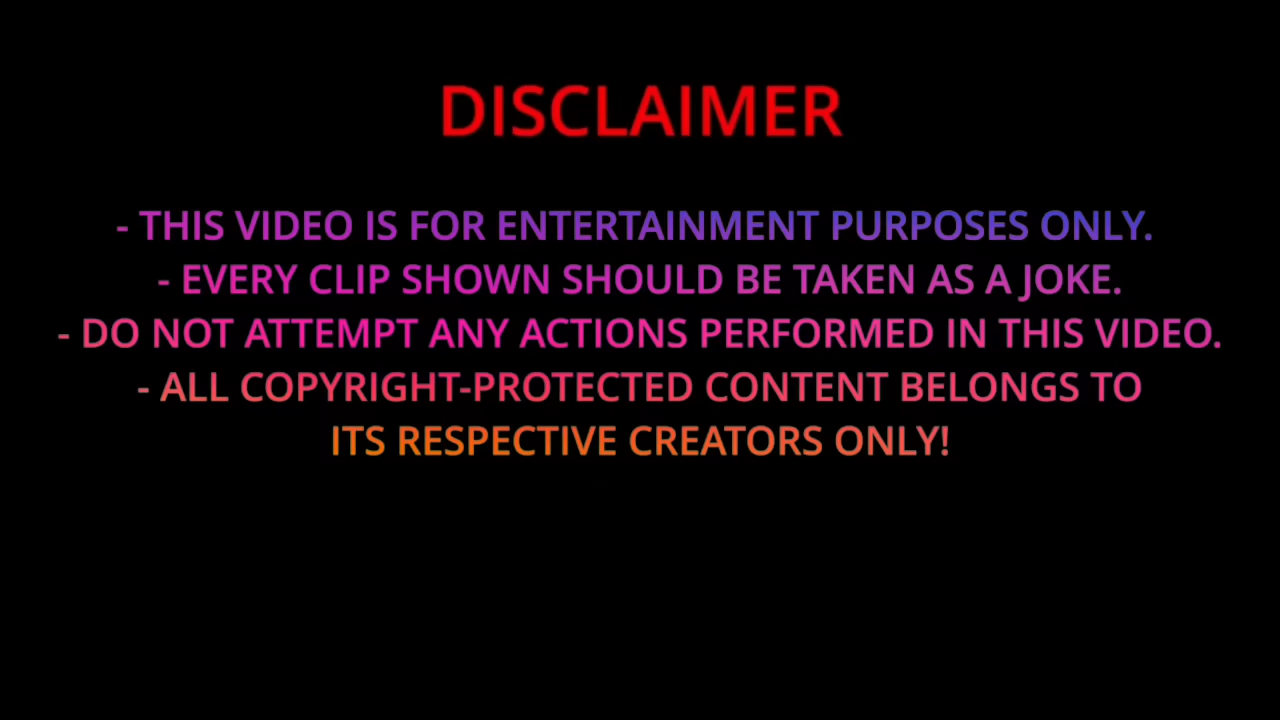 DISCLAIMER
- THIS VIDEO IS FOR ENTERTAINMENT PURPOSES ONLY.
- EVERY CLIP SHOWN SHOULD BE TAKEN AS A JOKE.
- DO NOT ATTEMPT ANY ACTIONS PERFORMED IN THIS VIDEO.
- ALL COPYRIGHT-PROTECTED CONTENT BELONGS TO
ITS RESPECTIVE CREATORS ONLY!